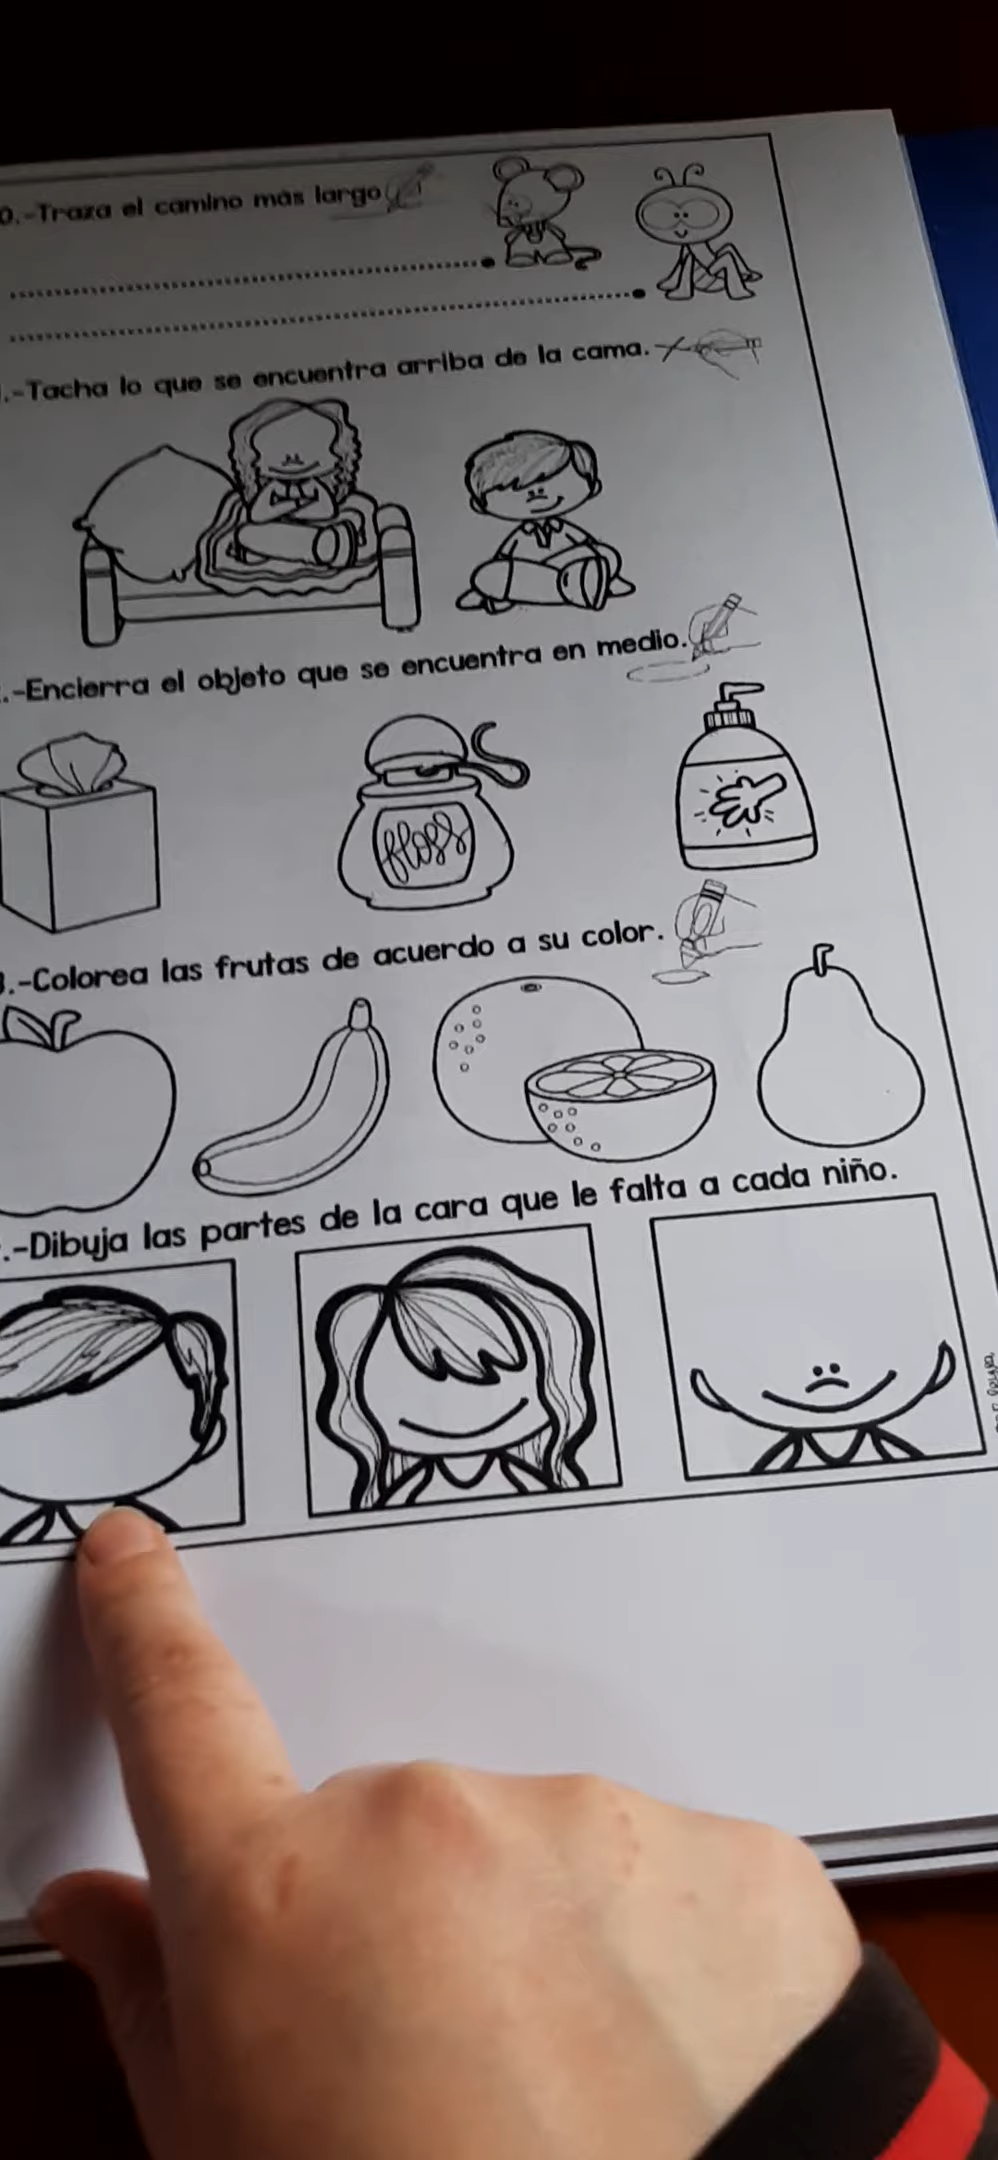 0.-Traza el camino más largo
.-Tacha lo que se encuentra arriba de la cama.
.-Encierra el objeto que se encuentra en medio.
floss
3.-Colorea las frutas de acuerdo a su color.
.-Dibuja las partes de la cara que le falta a cada niño.